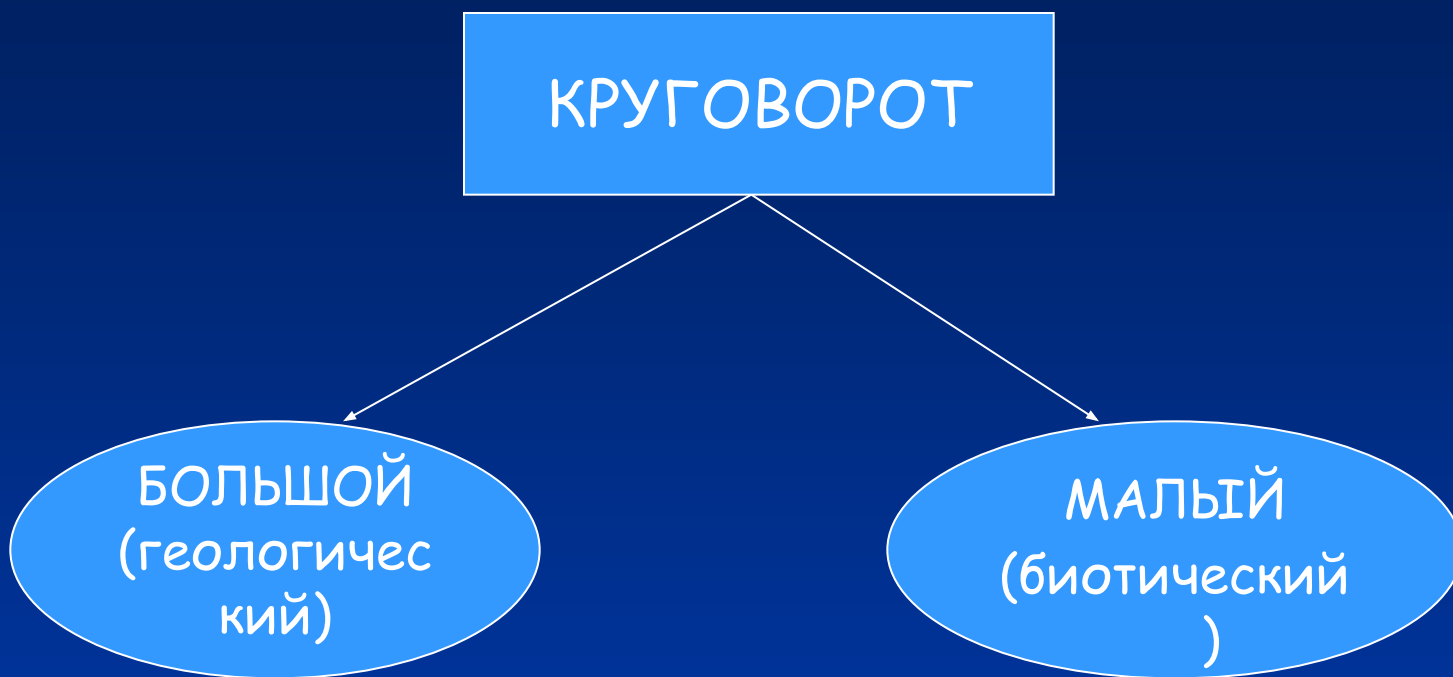 КРУГОВОРОТ
БОЛЬШОЙ
(геологичес
кий)
МАЛЫЙ
(биотический
)